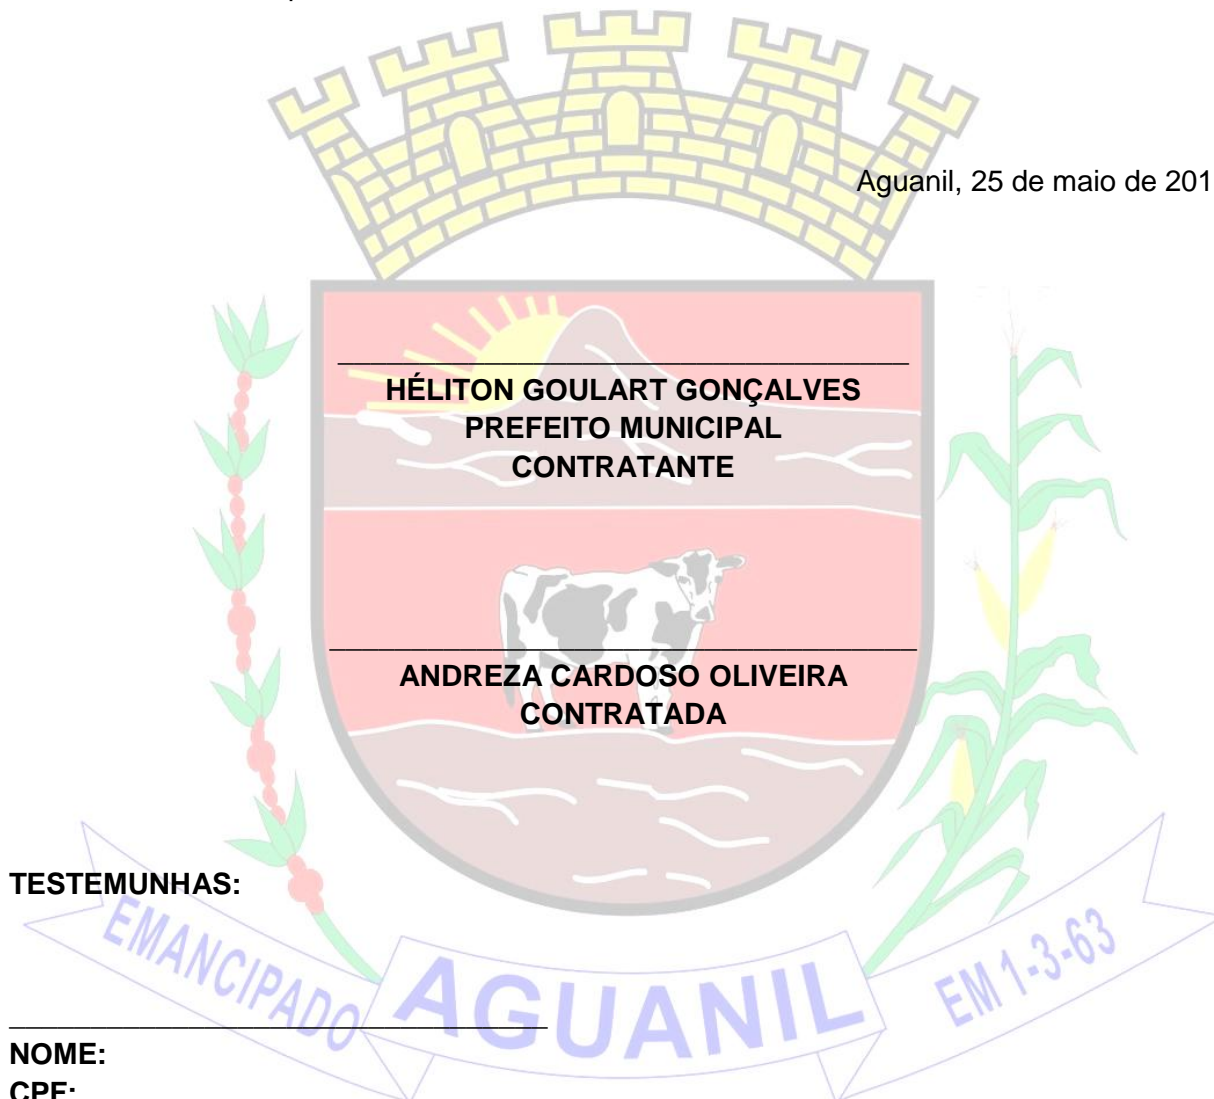 Aguanil, 25 de maio de 201
HÉLITON GOULART GONÇALVES
PREFEITO MUNICIPAL
CONTRATANTE
ANDREZA CARDOSO OLIVEIRA
CONTRATADA
TESTEMUNHAS:
EMANCIPADO AGUANIL EM 1-3-63
NOME:
CPF: